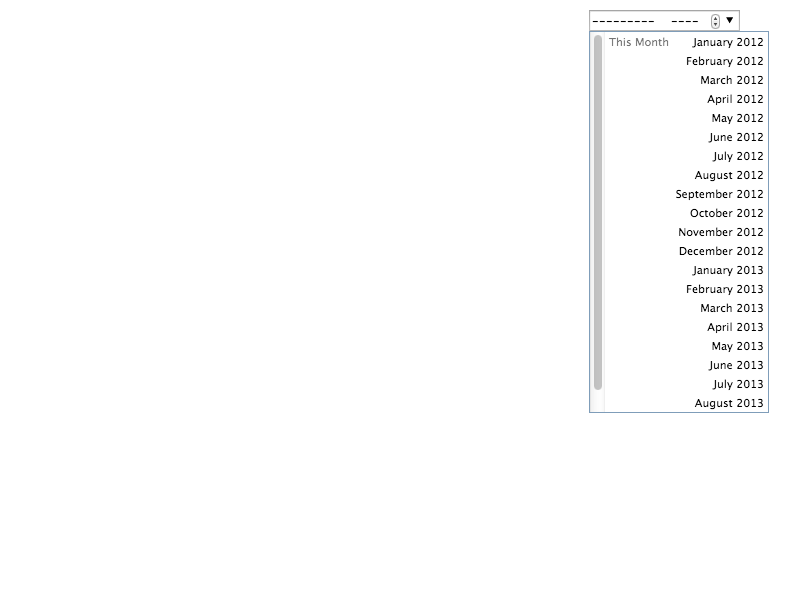 --------- ----
This Month January 2012
February 2012
March 2012
April 2012
May 2012
June 2012
July 2012
August 2012
September 2012
October 2012
November 2012
December 2012
January 2013
February 2013
March 2013
April 2013
May 2013
June 2013
July 2013
August 2013